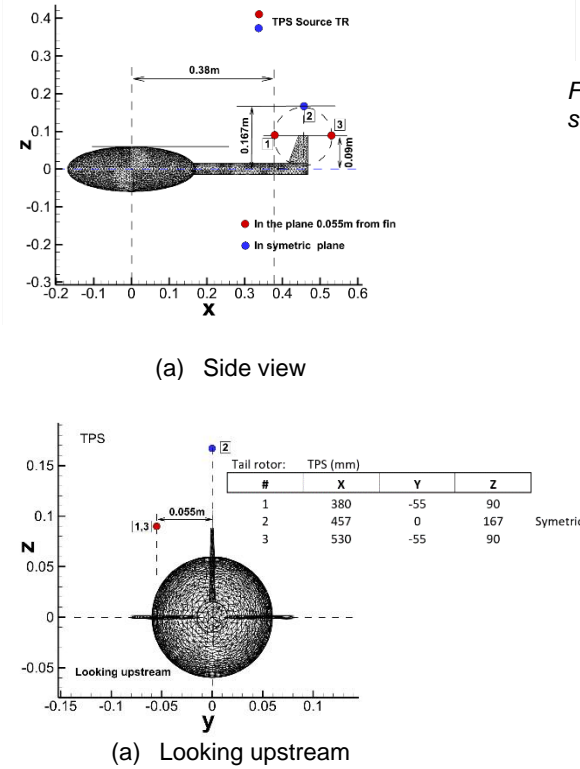 0.4
0.3
0.2
0.1
0
-0.1
-0.2
-0.3
z
TPS Source TR
0.38m
0.167m
2
3
1
0.09m
In the plane 0.055m from fin
In symetric plane
-0.2 -0.1 0 0.1 0.2 0.3 0.4 0.5 0.6
x
F
s
(a) Side view
TPS
0.15
0.1
0.05
0
-0.05
z
2
0.055m
1,3
Tail rotor: TPS (mm)
# X Y Z
1 380 -55 90
2 457 0 167 Symetric
3 530 -55 90
Looking upstream
-0.15 -0.1 -0.05 0 0.05 0.1
y
(a) Looking upstream